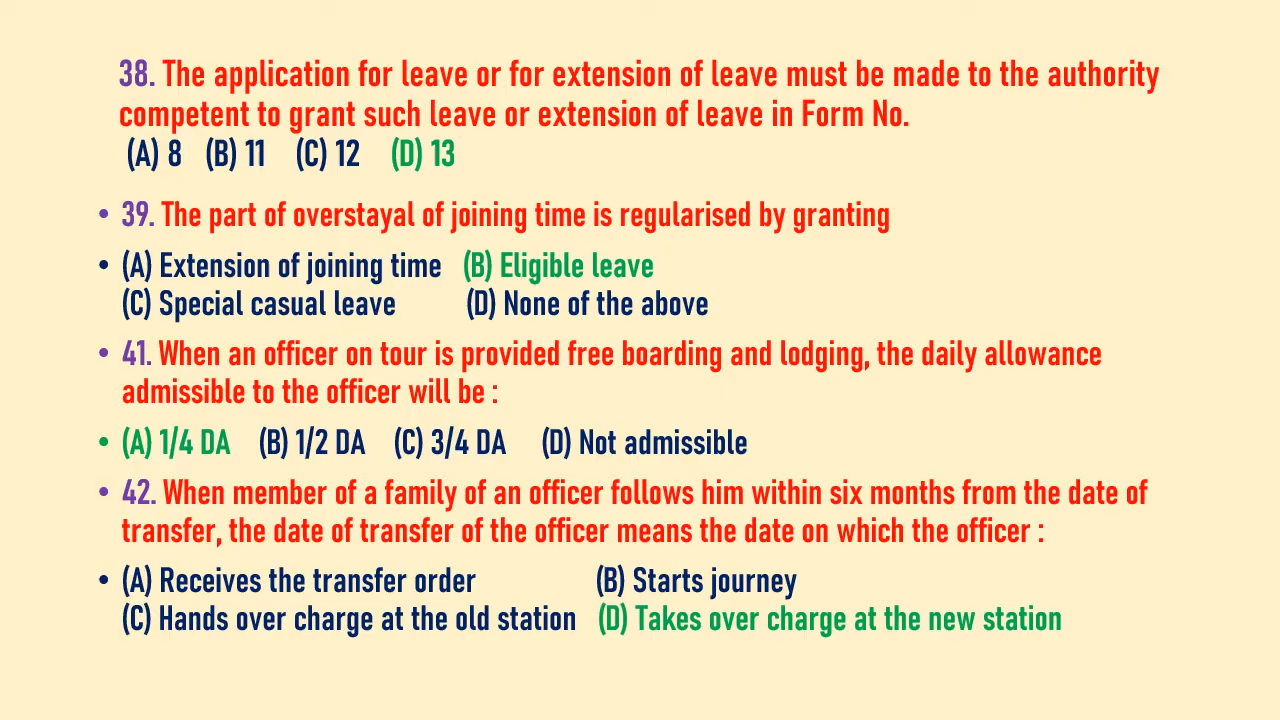 38. The application for leave or for extension of leave must be made to the authority
competent to grant such leave or extension of leave in Form No.
(A) 8 (B) 11 (C) 12 (D) 13
• 39. The part of overstayal of joining time is regularised by granting
• (A) Extension of joining time (B) Eligible leave
(C) Special casual leave (D) None of the above
• 41. When an officer on tour is provided free boarding and lodging, the daily allowance
admissible to the officer will be :
• (A) 1/4 DA (B) 1/2 DA (C) 3/4 DA (D) Not admissible
• 42. When member of a family of an officer follows him within six months from the date of
transfer, the date of transfer of the officer means the date on which the officer :
• (A) Receives the transfer order (B) Starts journey
(C) Hands over charge at the old station (D) Takes over charge at the new station